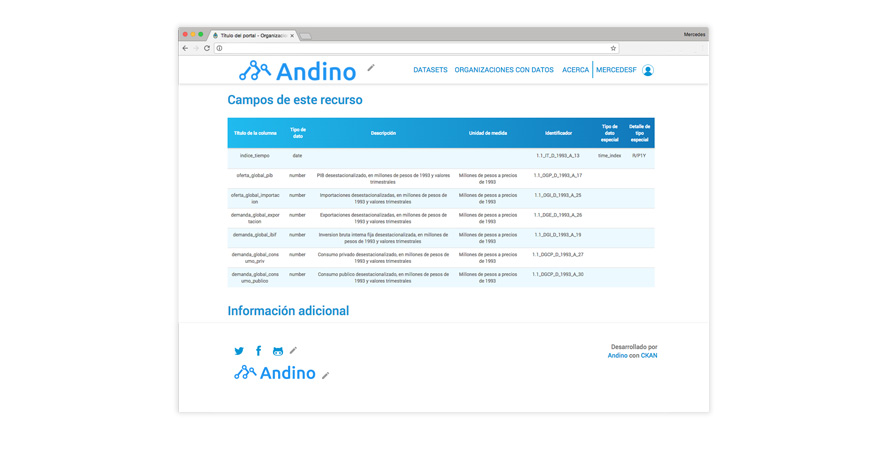 Título del portal - Organizacio
Mercedes
Andino
DATASETS ORGANIZACIONES CON DATOS ACERCA MERCEDESF
Campos de este recurso
Título de la columna Tipo de dato Descripción Unidad de medida Identificador Tipo de dato especial Detalle de tipo especial
indice_tiempo date 1.1_IT_D_1993_A_13 time_index R/P1Y
oferta_global_pib number PIB desestacionalizado, en millones de pesos de 1993 y valores trimestrales Millones de pesos a precios de 1993 1.1_OGP_D_1993_A_17
oferta_global_importacion number Importaciones desestacionalizadas, en millones de pesos de 1993 y valores trimestrales Millones de pesos a precios de 1993 1.1_OGI_D_1993_A_25
demanda_global_exportacion number Exportaciones desestacionalizadas, en millones de pesos de 1993 y valores trimestrales Millones de pesos a precios de 1993 1.1_DGE_D_1993_A_26
demanda_global_ibif number Inversion bruta interna fija desestacionalizada, en millones de pesos de 1993 y valores trimestrales Millones de pesos a precios de 1993 1.1_DGI_D_1993_A_19
demanda_global_consumo_priv number Consumo privado desestacionalizado, en millones de pesos de 1993 y valores trimestrales Millones de pesos a precios de 1993 1.1_DGCP_D_1993_A_27
demanda_global_consumo_publico number Consumo publico desestacionalizado, en millones de pesos de 1993 y valores trimestrales Millones de pesos a precios de 1993 1.1_DGCP_D_1993_A_30
Información adicional
Desarrollado por
Andino con CKAN
Andino